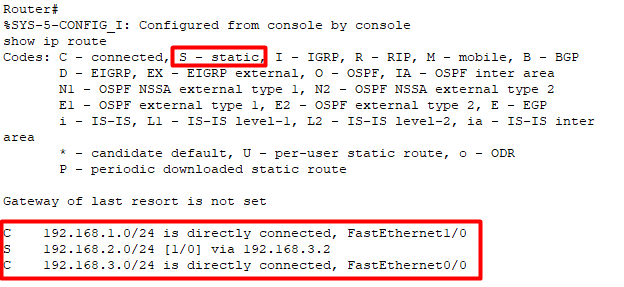 Router#
%SYS-5-CONFIG_I: Configured from console by console
show ip route
Codes: C - connected, S - static, I - IGRP, R - RIP, M - mobile, B - BGP
D - EIGRP, EX - EIGRP external, O - OSPF, IA - OSPF inter area
N1 - OSPF NSSA external type 1, N2 - OSPF NSSA external type 2
E1 - OSPF external type 1, E2 - OSPF external type 2, E - EGP
i - IS-IS, L1 - IS-IS level-1, L2 - IS-IS level-2, ia - IS-IS inter
area
* - candidate default, U - per-user static route, o - ODR
P - periodic downloaded static route
Gateway of last resort is not set
C 192.168.1.0/24 is directly connected, FastEthernet1/0
S 192.168.2.0/24 [1/0] via 192.168.3.2
C 192.168.3.0/24 is directly connected, FastEthernet0/0